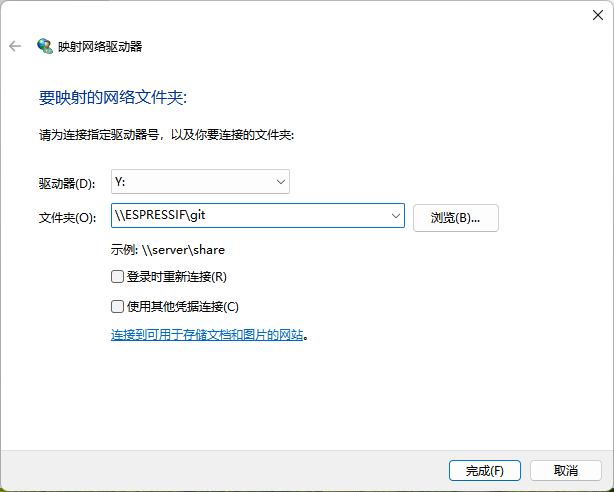 映射网络驱动器
要映射的网络文件夹:
请为连接指定驱动器号，以及你要连接的文件夹:
驱动器(D): Y:
文件夹(O): \\ESPRESSIF\git 浏览(B)...
示例: \\server\share
登录时重新连接(R)
使用其他凭据连接(C)
连接到可用于存储文档和图片的网站。
完成(F) 取消